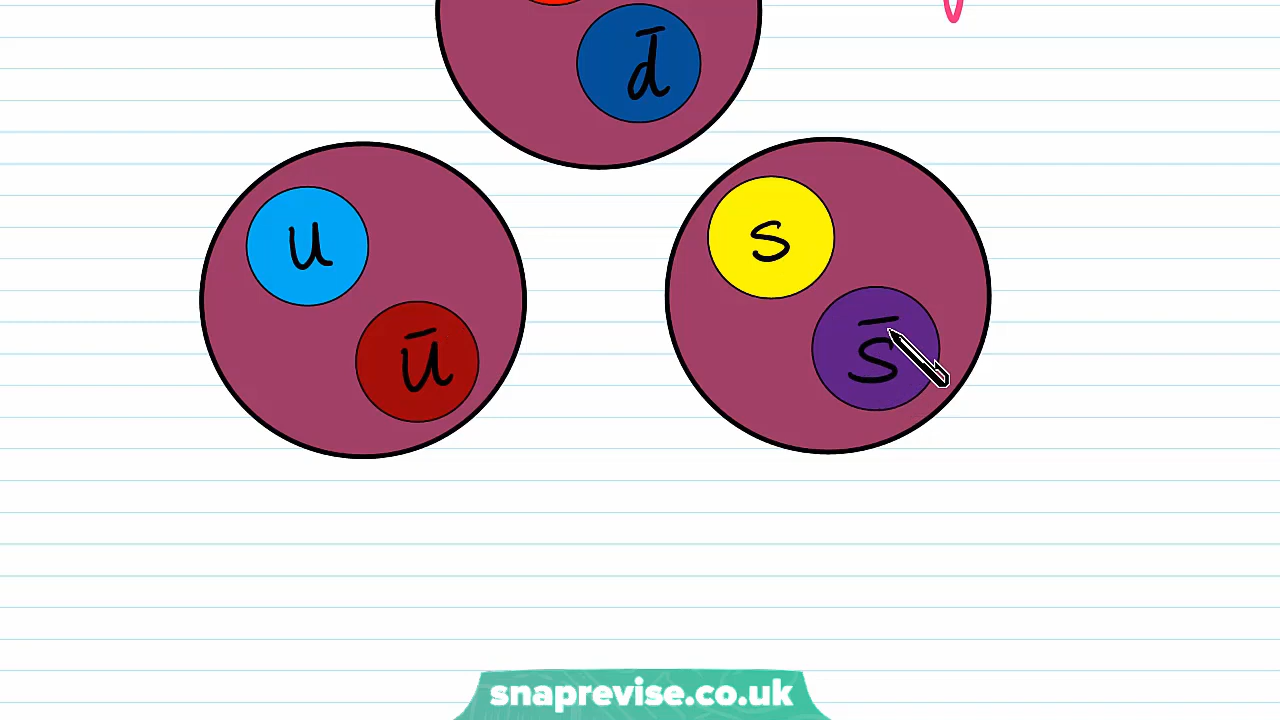 d̄
u
s
ū
s̄
snaprevise.co.uk